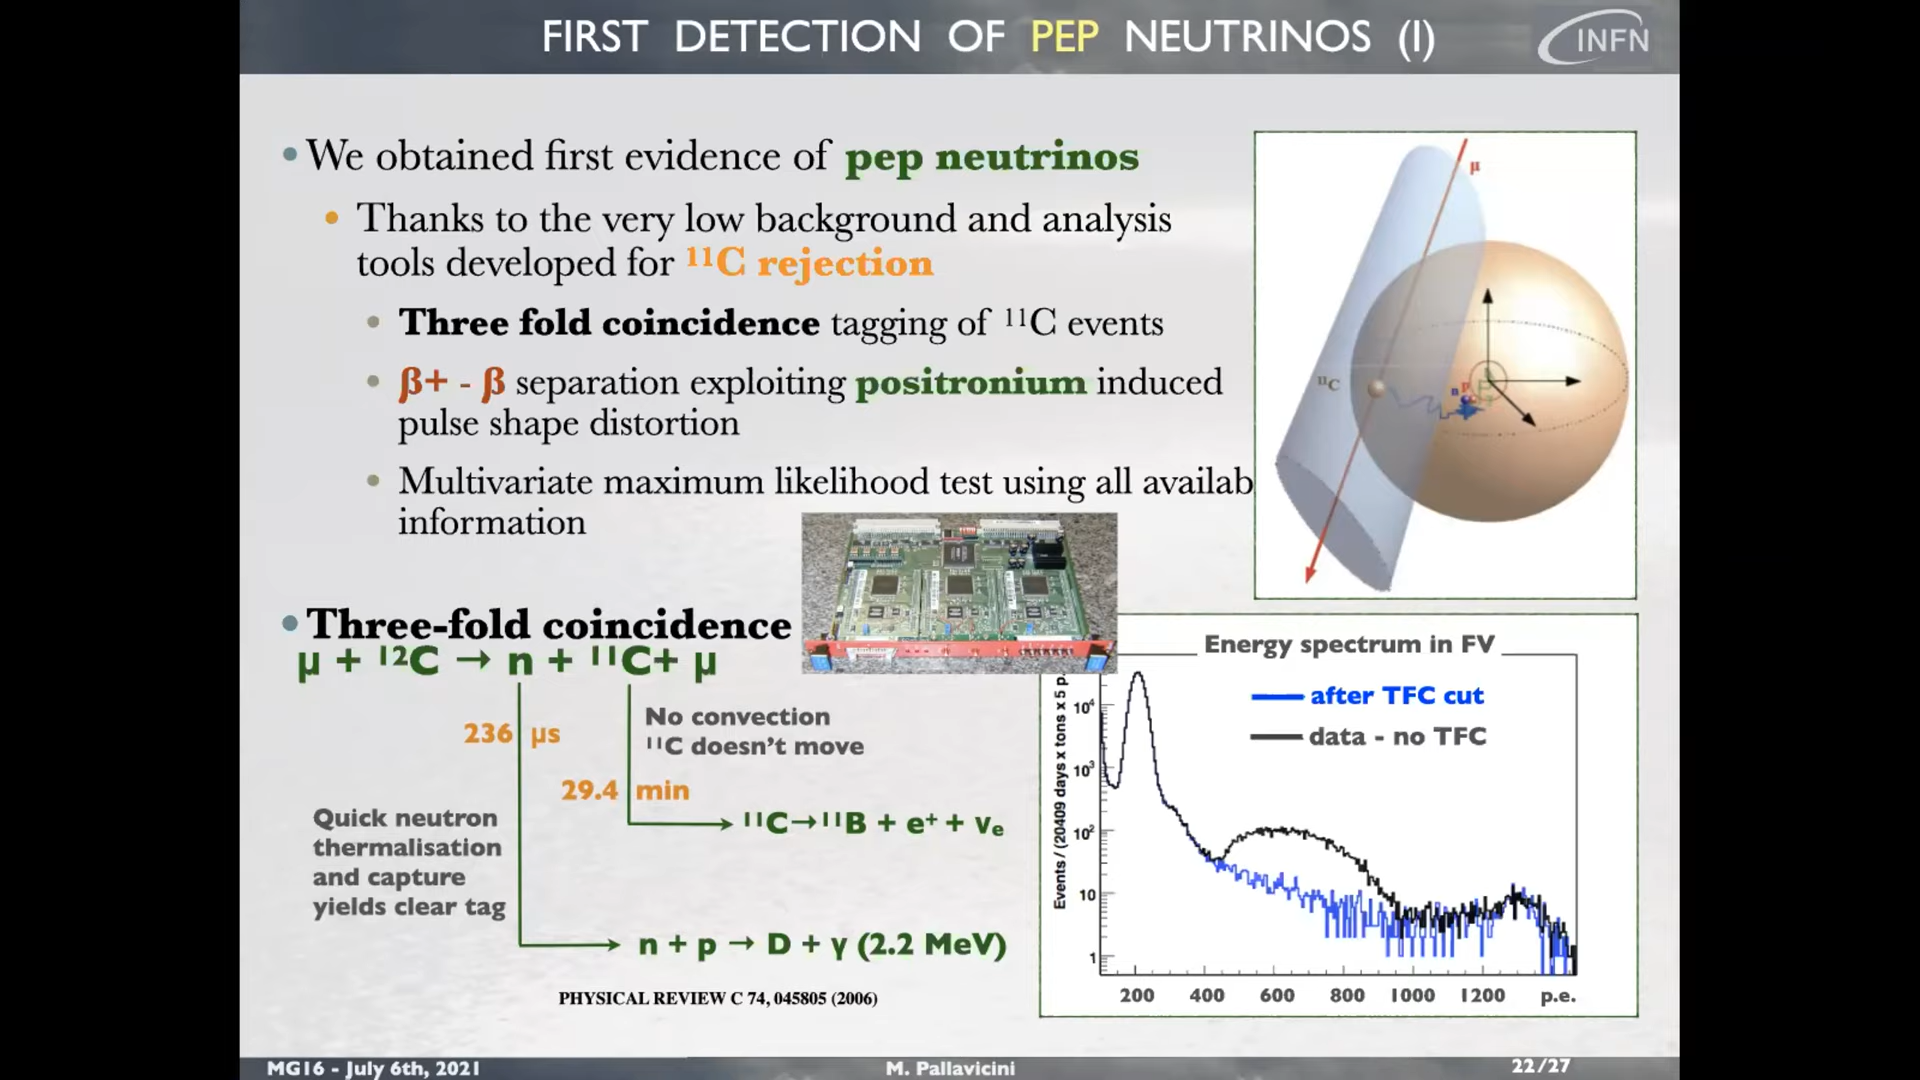 FIRST DETECTION OF PEP NEUTRINOS (I)
INFN
• We obtained first evidence of pep neutrinos
• Thanks to the very low background and analysis
tools developed for ¹¹C rejection
• Three fold coincidence tagging of ¹¹C events
• β+ - β separation exploiting positronium induced
pulse shape distortion
• Multivariate maximum likelihood test using all availab
information
μ
¹¹C
n
p
• Three-fold coincidence
μ + ¹²C → n + ¹¹C+ μ
236 μs
No convection
¹¹C doesn't move
29.4 min
Quick neutron
thermalisation
and capture
yields clear tag
¹¹C→¹¹B + e⁺ + νₑ
n + p → D + γ (2.2 MeV)
PHYSICAL REVIEW C 74, 045805 (2006)
Energy spectrum in FV
after TFC cut
data - no TFC
Events / (20409 days x tons x 5 p.
10⁴
10³
10²
10
1
200 400 600 800 1000 1200 p.e.
MG16 - July 6th, 2021
M. Pallavicini
22/27